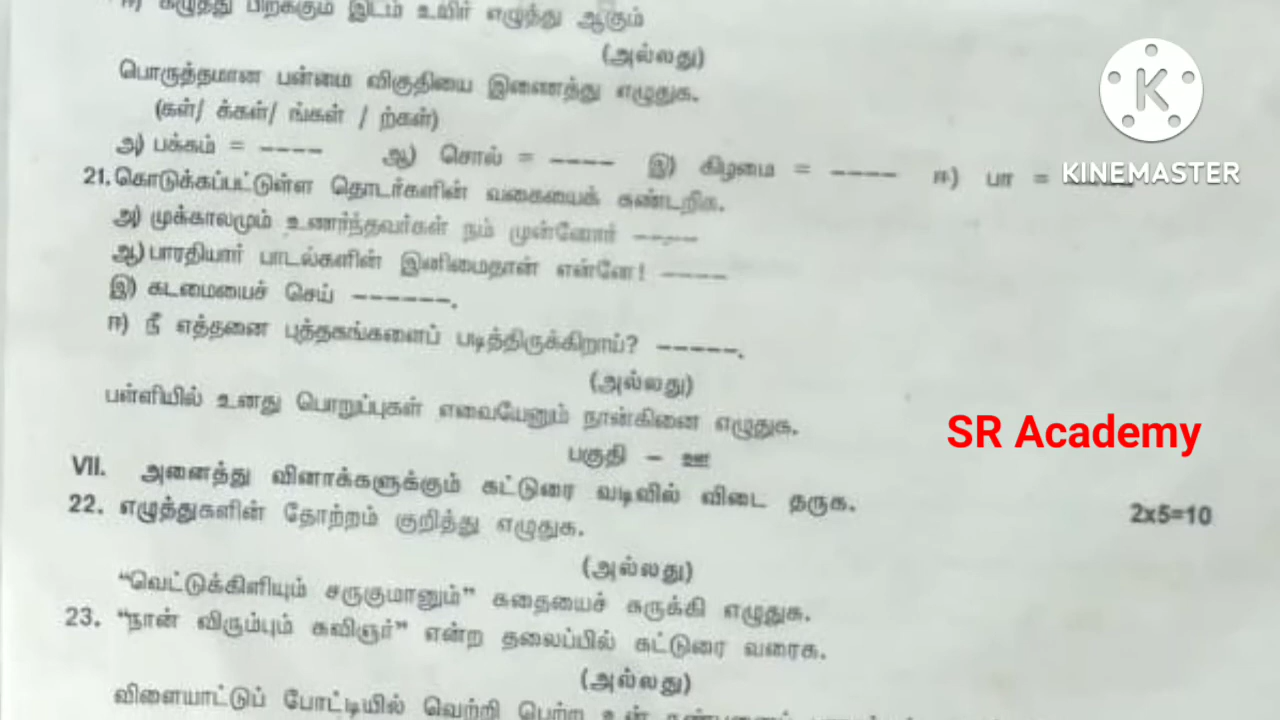 ஈ) கழுத்து பிறக்கும் இடம் உயிர் எழுத்து ஆகும்
(அல்லது)
பொருத்தமான பன்மை விகுதியை இணைத்து எழுதுக.
(கள்/ க்கள்/ ங்கள் / ற்கள்)
அ) பக்கம் = ---- ஆ) சொல் = ---- இ) கிழமை = ---- ஈ) பா =
KINEMASTER
21. கொடுக்கப்பட்டுள்ள தொடர்களின் வகையைக் கண்டறிக.
அ) முக்காலமும் உணர்ந்தவர்கள் நம் முன்னோர் -----
ஆ) பாரதியார் பாடல்களின் இனிமைதான் என்னே! -----
இ) கடமையைச் செய் ------.
ஈ) நீ எத்தனை புத்தகங்களைப் படித்திருக்கிறாய்? -----.
(அல்லது)
பள்ளியில் உனது பொறுப்புகள் எவையேனும் நான்கினை எழுதுக.
SR Academy
பகுதி – ஊ
VII. அனைத்து வினாக்களுக்கும் கட்டுரை வடிவில் விடை தருக. 2x5=10
22. எழுத்துகளின் தோற்றம் குறித்து எழுதுக.
(அல்லது)
“வெட்டுக்கிளியும் சருகுமானும்” கதையைச் சுருக்கி எழுதுக.
23. “நான் விரும்பும் கவிஞர்” என்ற தலைப்பில் கட்டுரை வரைக.
(அல்லது)
விளையாட்டுப் போட்டியில் வெற்றி பெற்ற உன்